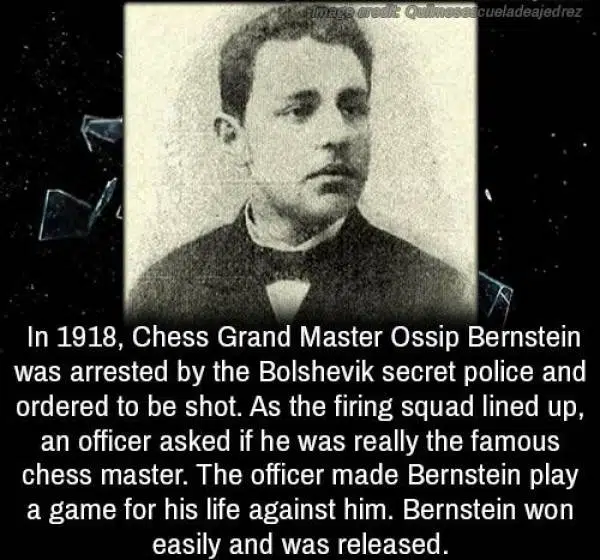 Image credit: Quilmesescueladeajedrez
In 1918, Chess Grand Master Ossip Bernstein
was arrested by the Bolshevik secret police and
ordered to be shot. As the firing squad lined up,
an officer asked if he was really the famous
chess master. The officer made Bernstein play
a game for his life against him. Bernstein won
easily and was released.